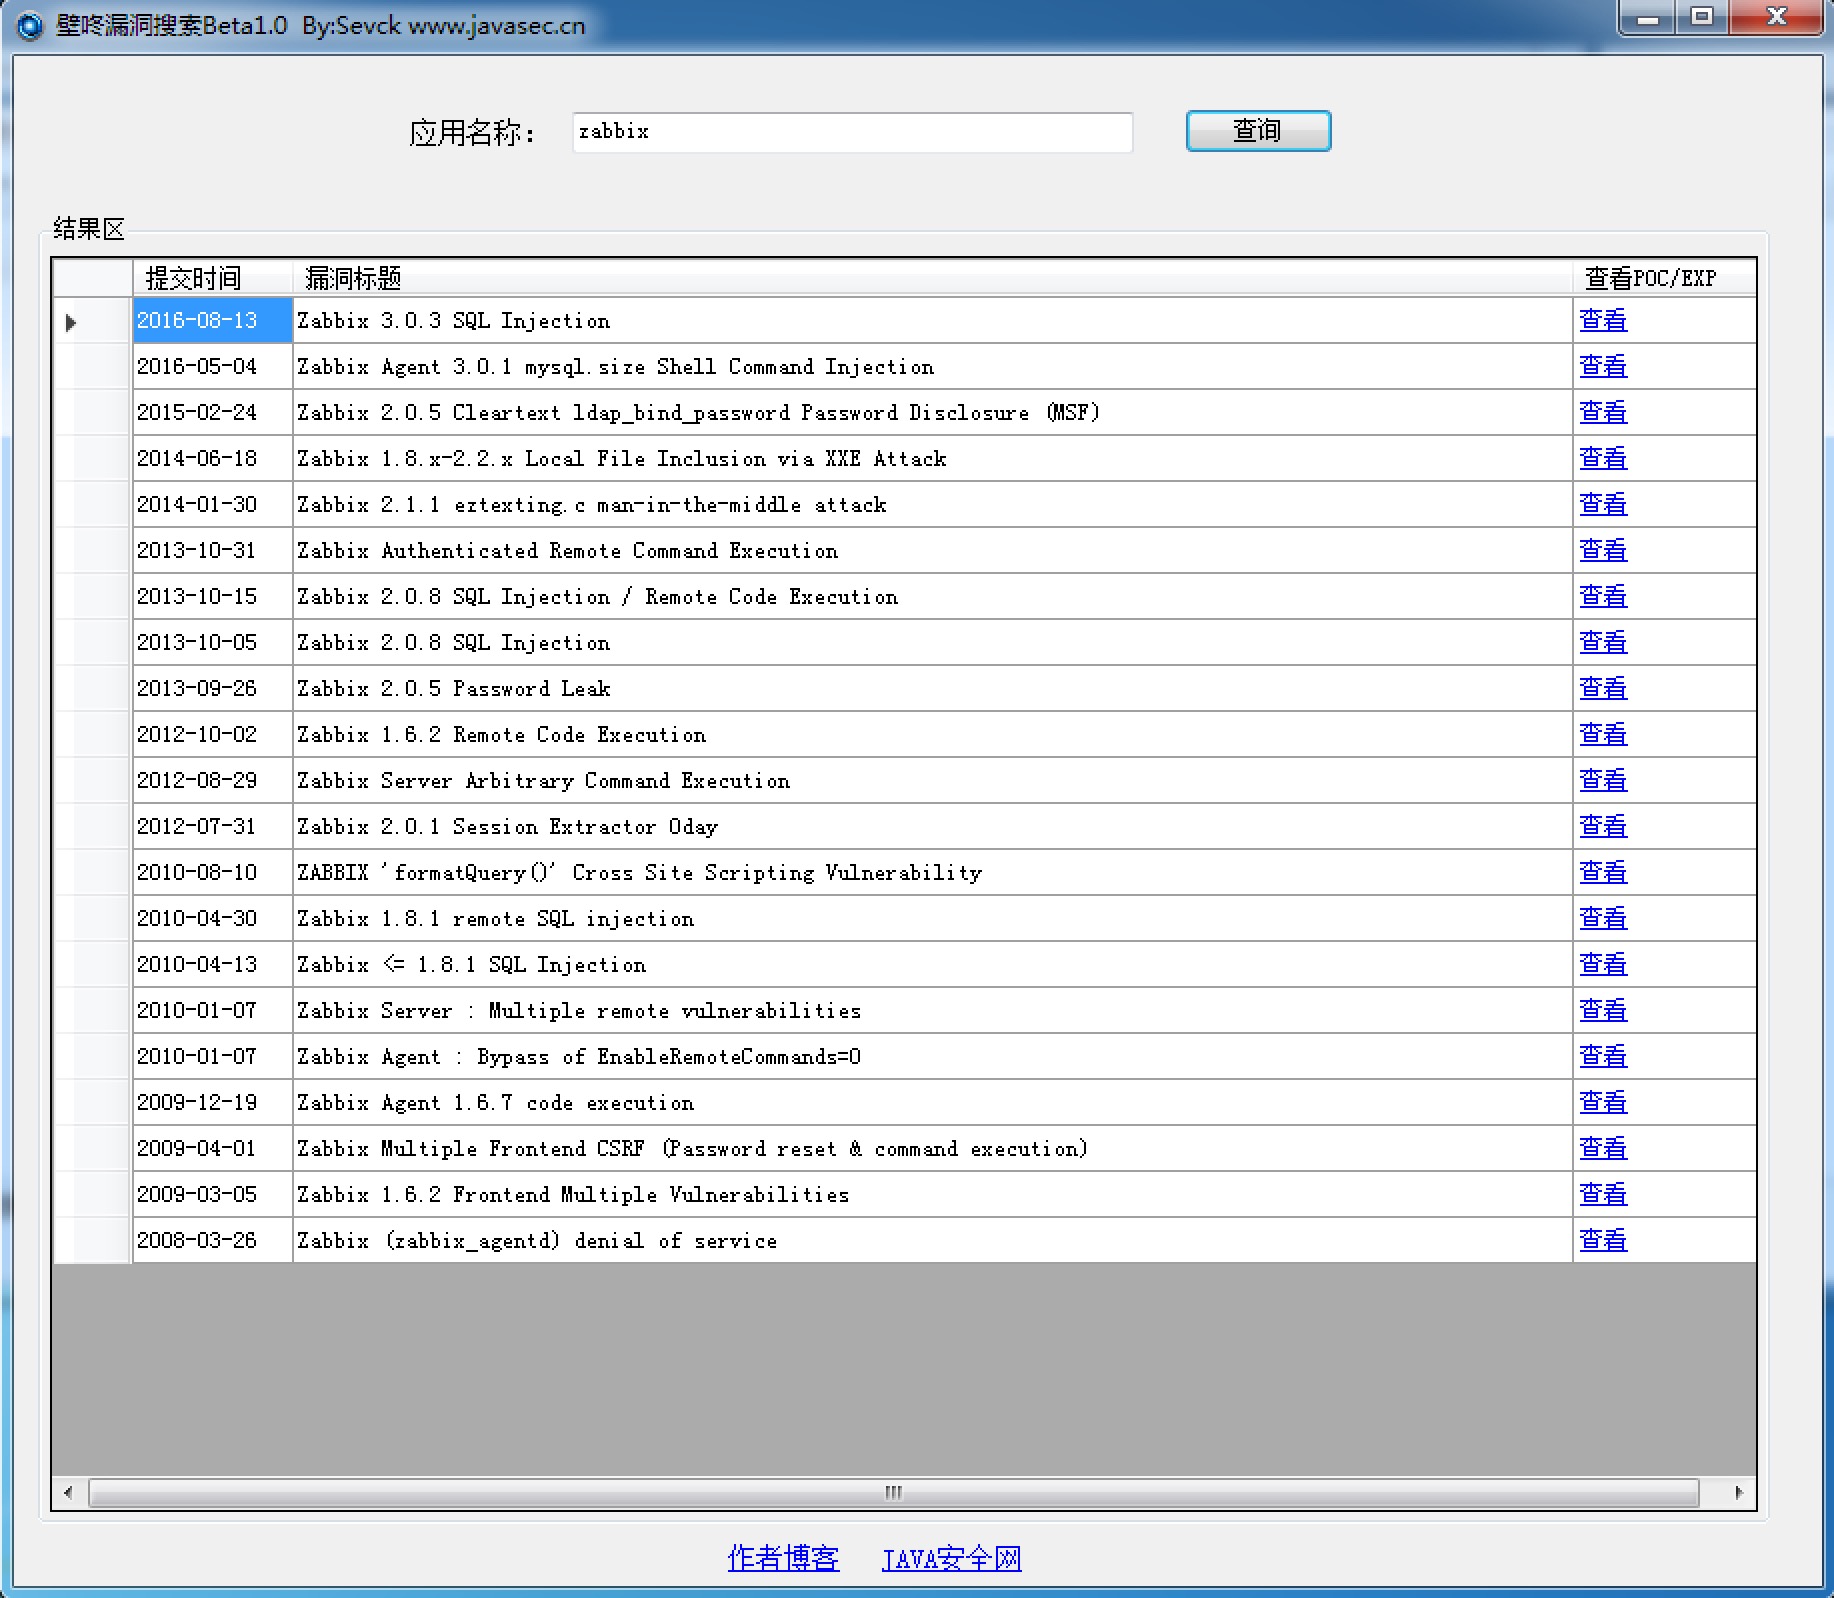 壁咚漏洞搜索Beta1.0  By:Sevck www.javasec.cn
应用名称： zabbix 查询
结果区
提交时间 漏洞标题 查看POC/EXP
2016-08-13 Zabbix 3.0.3 SQL Injection 查看
2016-05-04 Zabbix Agent 3.0.1 mysql.size Shell Command Injection 查看
2015-02-24 Zabbix 2.0.5 Cleartext ldap_bind_password Password Disclosure (MSF) 查看
2014-06-18 Zabbix 1.8.x-2.2.x Local File Inclusion via XXE Attack 查看
2014-01-30 Zabbix 2.1.1 eztexting.c man-in-the-middle attack 查看
2013-10-31 Zabbix Authenticated Remote Command Execution 查看
2013-10-15 Zabbix 2.0.8 SQL Injection / Remote Code Execution 查看
2013-10-05 Zabbix 2.0.8 SQL Injection 查看
2013-09-26 Zabbix 2.0.5 Password Leak 查看
2012-10-02 Zabbix 1.6.2 Remote Code Execution 查看
2012-08-29 Zabbix Server Arbitrary Command Execution 查看
2012-07-31 Zabbix 2.0.1 Session Extractor 0day 查看
2010-08-10 ZABBIX 'formatQuery()' Cross Site Scripting Vulnerability 查看
2010-04-30 Zabbix 1.8.1 remote SQL injection 查看
2010-04-13 Zabbix <= 1.8.1 SQL Injection 查看
2010-01-07 Zabbix Server : Multiple remote vulnerabilities 查看
2010-01-07 Zabbix Agent : Bypass of EnableRemoteCommands=0 查看
2009-12-19 Zabbix Agent 1.6.7 code execution 查看
2009-04-01 Zabbix Multiple Frontend CSRF (Password reset & command execution) 查看
2009-03-05 Zabbix 1.6.2 Frontend Multiple Vulnerabilities 查看
2008-03-26 Zabbix (zabbix_agentd) denial of service 查看
作者博客 JAVA安全网